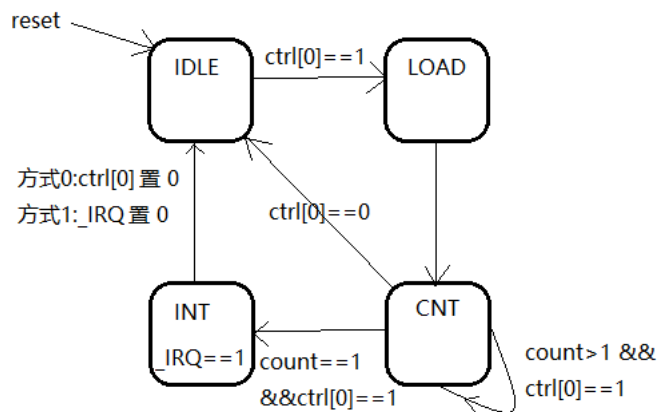 reset
IDLE
ctrl[0]==1
LOAD
方式0:ctrl[0] 置 0
方式1:_IRQ 置 0
ctrl[0]==0
INT
_IRQ==1
count==1
&&ctrl[0]==1
CNT
count>1 &&
ctrl[0]==1